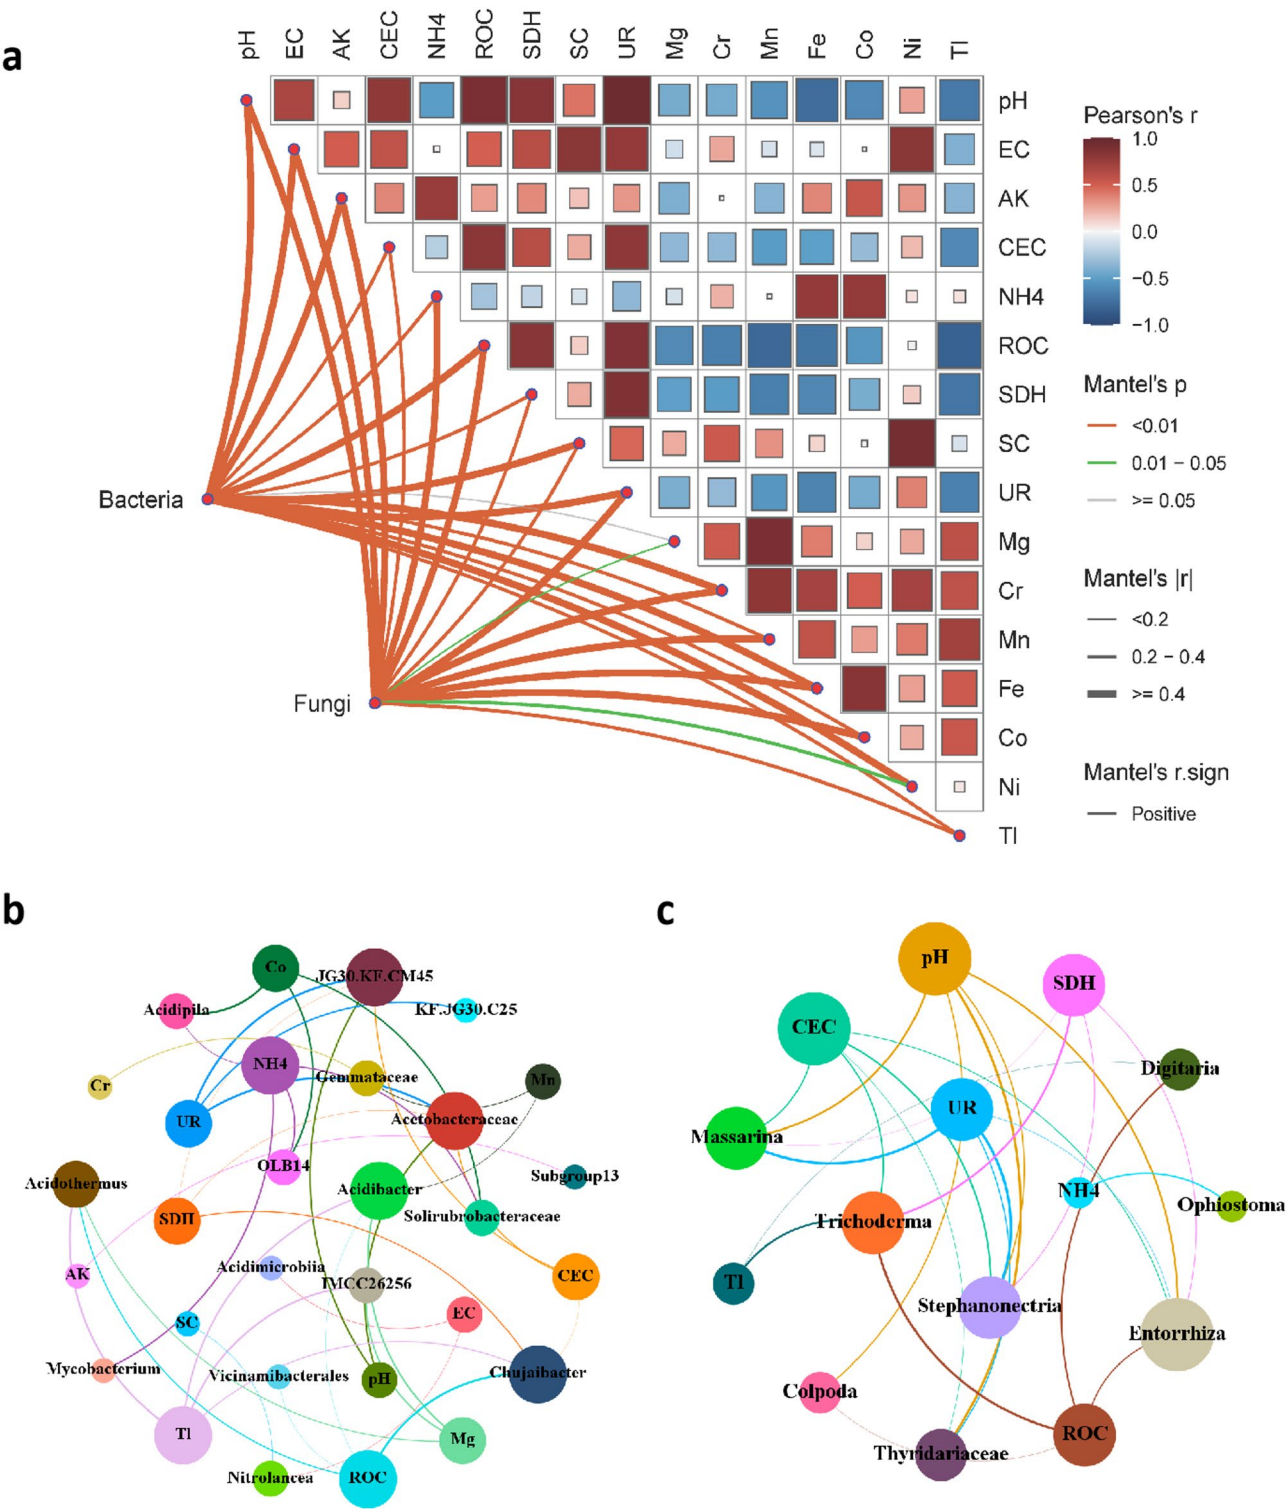 a
pH EC AK CEC NH4 ROC SDH SC UR Mg Cr Mn Fe Co Ni Tl
pH
EC
AK
CEC
NH4
ROC
SDH
SC
UR
Mg
Cr
Mn
Fe
Co
Ni
Tl
Bacteria
Fungi
Pearson's r
1.0
0.5
0.0
−0.5
−1.0
Mantel's p
<0.01
0.01 − 0.05
>= 0.05
Mantel's |r|
<0.2
0.2 − 0.4
>= 0.4
Mantel's r.sign
Positive
b
Co
JG30.KF.CM45
Acidipila
KF.JG30.C25
NH4
Gemmataceae
Cr
Mn
UR
Acetobacteraceae
OLB14
Subgroup13
Acidothermus
Acidibacter
SDH
Solirubrobacteraceae
AK
Acidimicrobiia
IMCC26256
CEC
SC
EC
Mycobacterium
Vicinamibacterales
pH
Chujaibacter
Tl
Mg
Nitrolancea
ROC
c
pH
SDH
CEC
Digitaria
UR
Massarina
NH4
Ophiostoma
Trichoderma
Tl
Stephanonectria
Entorrhiza
Colpoda
ROC
Thyridariaceae